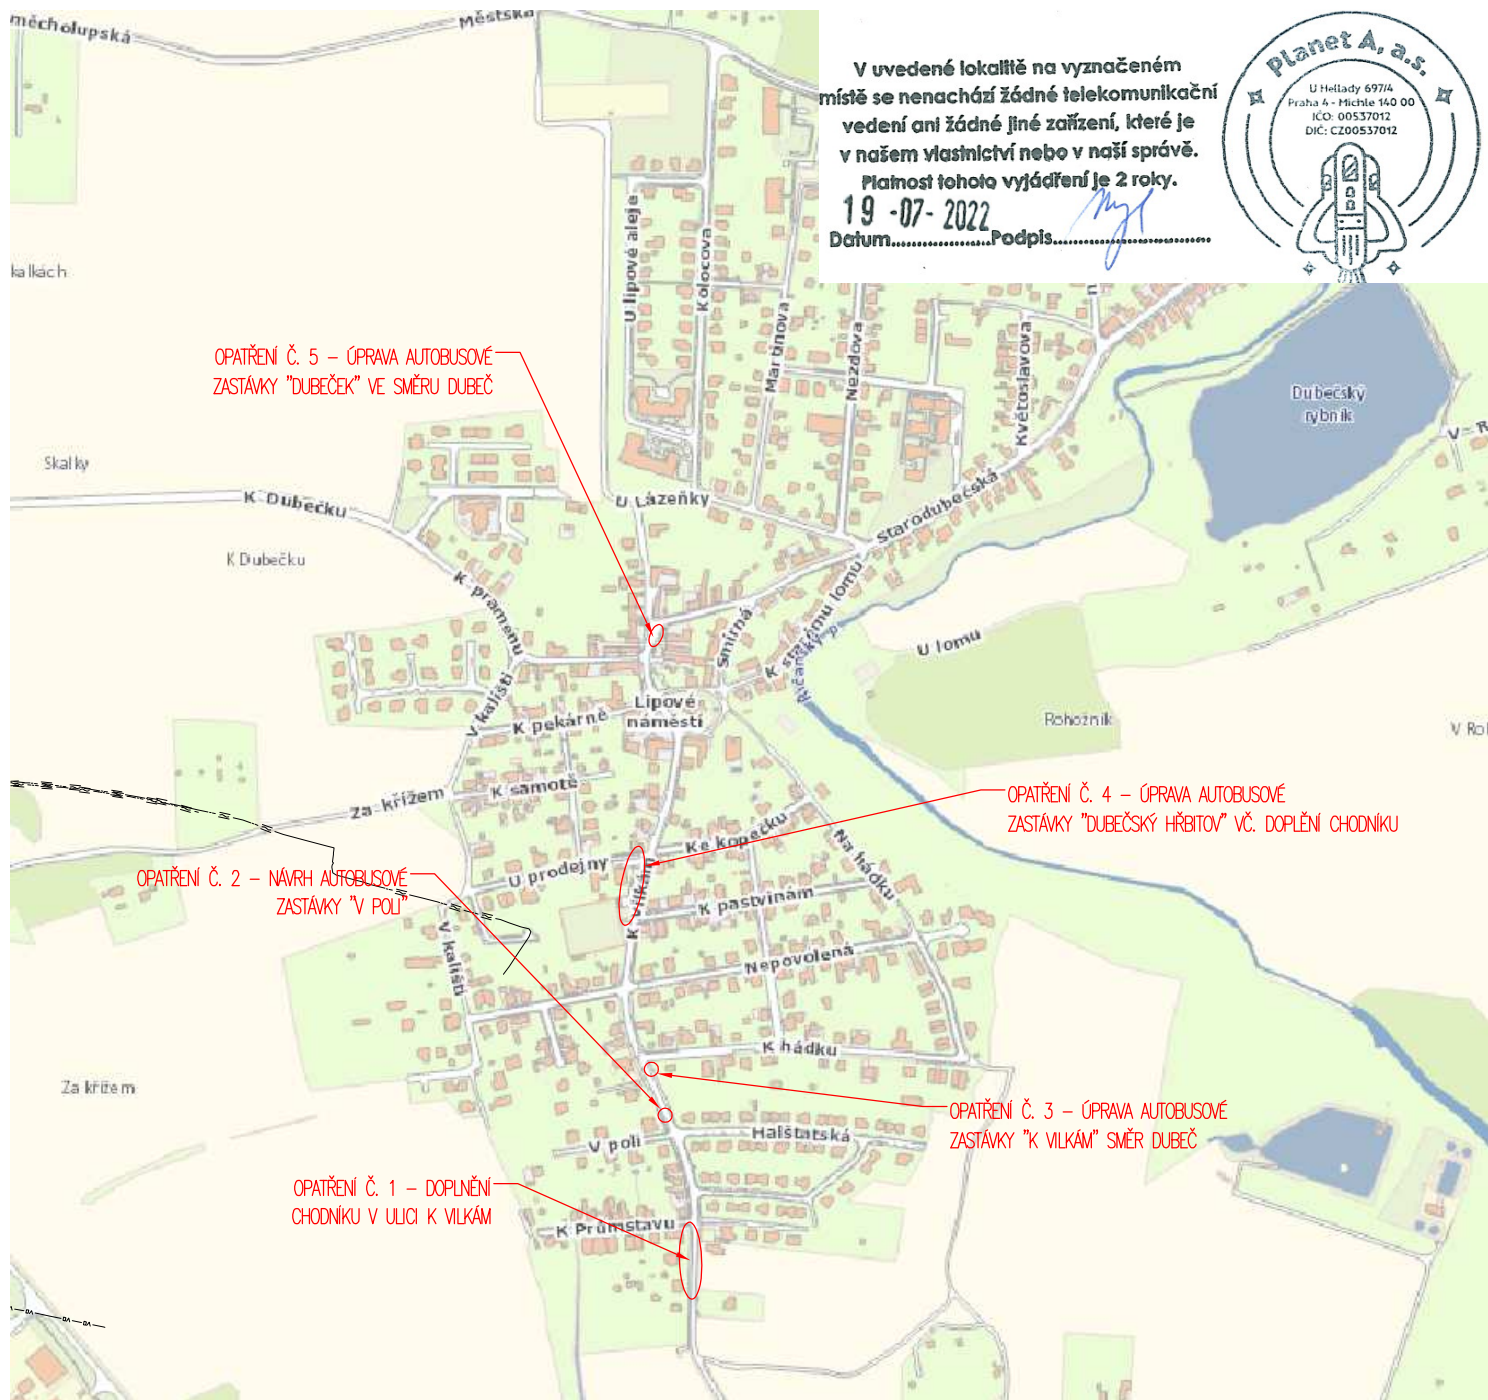 měcholupská
Městská
V uvedené lokalitě na vyznačeném
místě se nenachází žádné telekomunikační
vedení ani žádné jiné zařízení, které je
v našem vlastnictví nebo v naší správě.
Platnost tohoto vyjádření je 2 roky.
19 -07- 2022
Datum..................Podpis............................
Planet A, a.s.
U Hellady 697/4
Praha 4 - Michle 140 00
IČO: 00537012
DIČ: CZ00537012
kalkách
U lipové aleje
Kolocova
Martinova
Nezdova
Květoslavova
OPATŘENÍ Č. 5 – ÚPRAVA AUTOBUSOVÉ
ZASTÁVKY "DUBEČEK" VE SMĚRU DUBEČ
Dubečský
rybník
Skalky
V - R
K Dubečku
U Lázeňky
Starodubečská
K Dubečku
K prameni
Smírná
K starému lomu
Říčanský p
U lomu
V kališti
K pekárně
Lipové
náměstí
Rohožník
V Roh
Za křížem
K samotě
OPATŘENÍ Č. 4 – ÚPRAVA AUTOBUSOVÉ
ZASTÁVKY "DUBEČSKÝ HŘBITOV" VČ. DOPLĚNÍ CHODNÍKU
Ke kopečku
Na hádku
U prodejny
OPATŘENÍ Č. 2 – NÁVRH AUTOBUSOVÉ
ZASTÁVKY "V POLI"
K vilkám
K pastvinám
V kališti
Nepovolená
K hádku
Za křížem
OPATŘENÍ Č. 3 – ÚPRAVA AUTOBUSOVÉ
ZASTÁVKY "K VILKÁM" SMĚR DUBEČ
V poli
Halštatská
OPATŘENÍ Č. 1 – DOPLNĚNÍ
CHODNÍKU V ULICI K VILKÁM
K Průmstavu